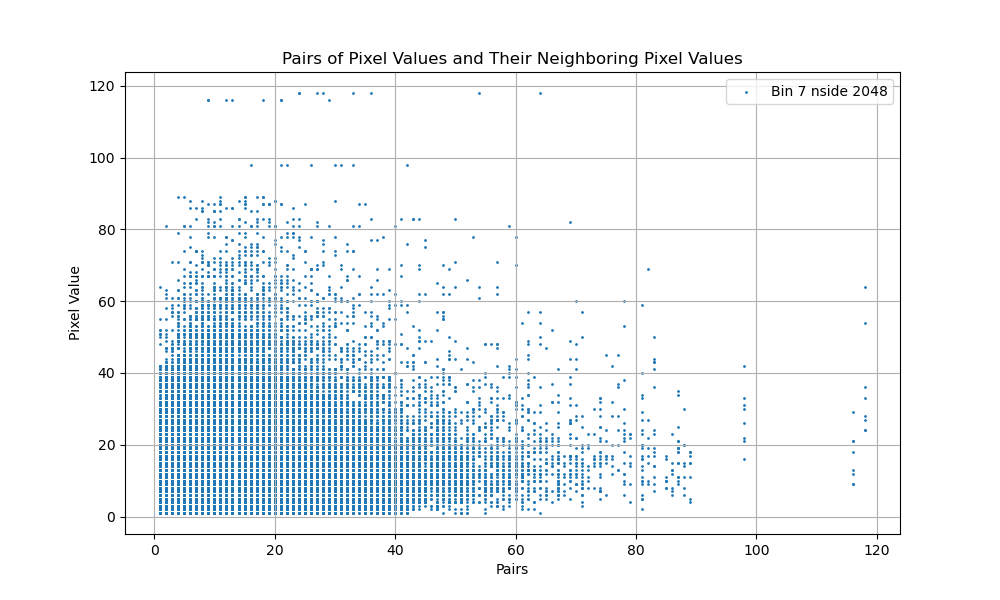 Pairs of Pixel Values and Their Neighboring Pixel Values
Bin 7 nside 2048
120
100
80
60
40
20
0
Pixel Value
0 20 40 60 80 100 120
Pairs